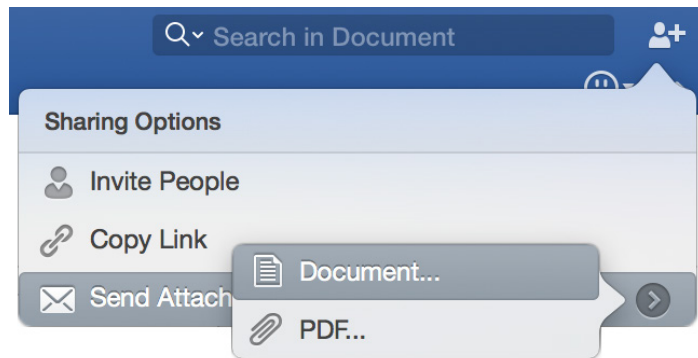 Search in Document
Sharing Options
Invite People
Copy Link
Send Attach
Document...
PDF...